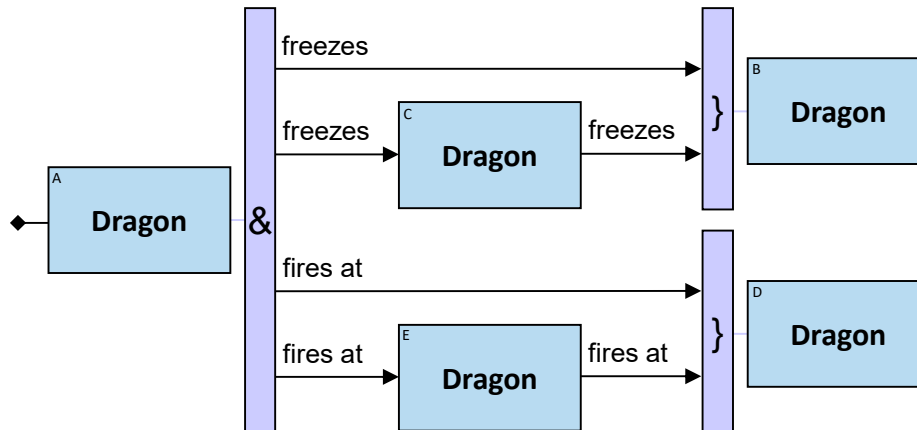 freezes
B
Dragon
}
C
freezes
Dragon
freezes
A
Dragon
&
fires at
D
Dragon
}
E
fires at
Dragon
fires at